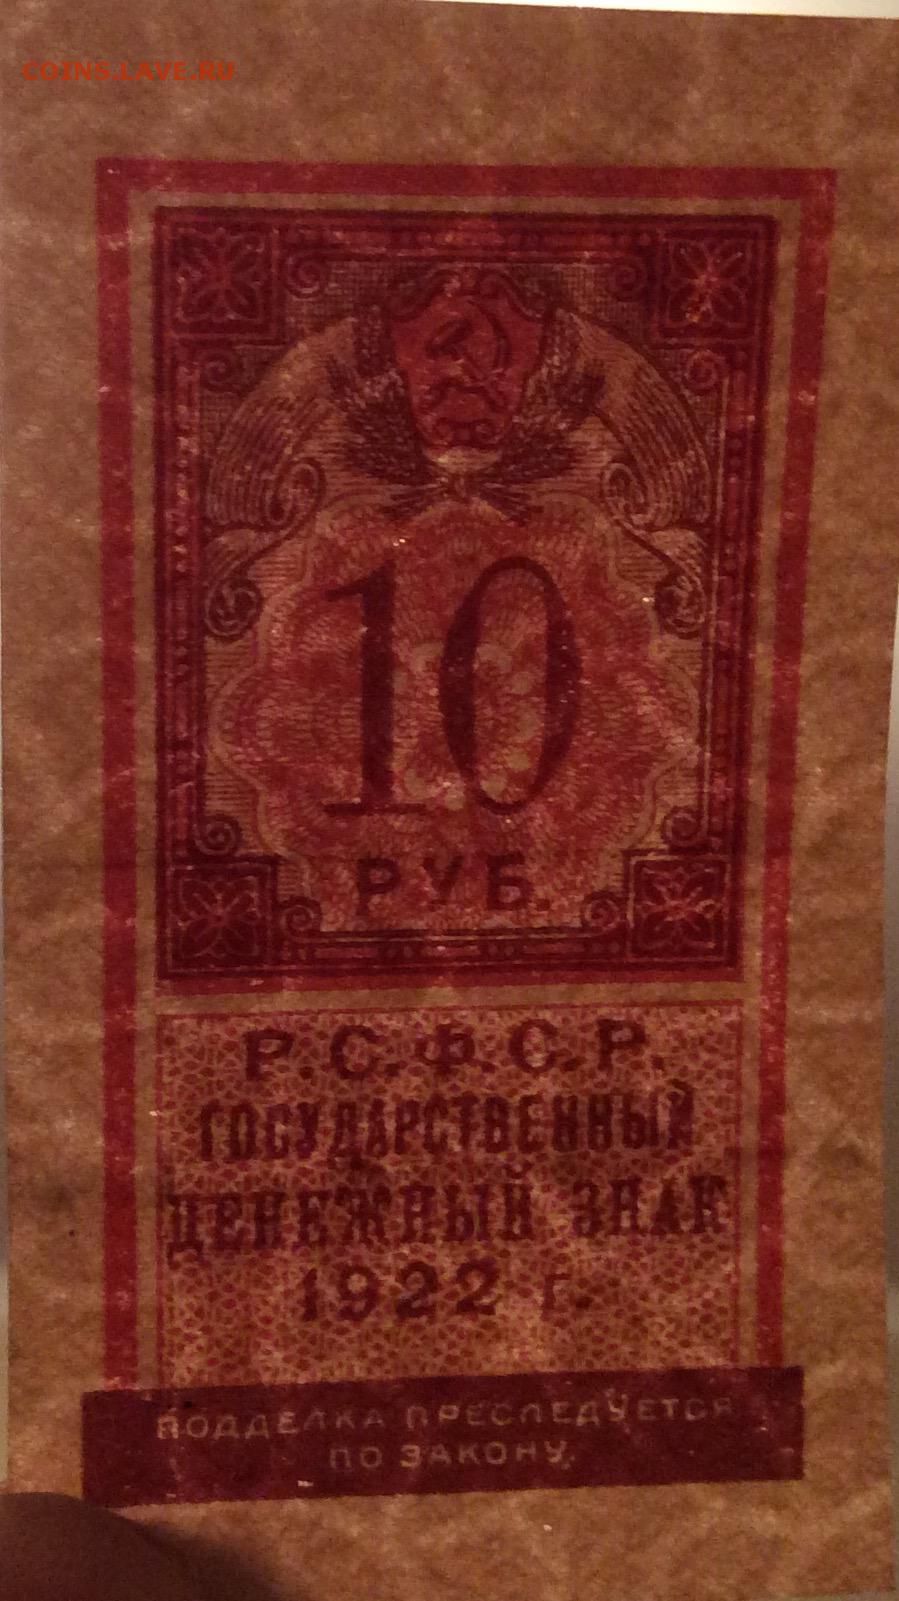 COINS.LAVE.RU
10
РУБ.
Р.С.Ф.С.Р.
ГОСУДАРСТВЕННЫЙ
ДЕНЕЖНЫЙ ЗНАК
1922 г.
ПОДДЕЛКА ПРЕСЛЕДУЕТСЯ
ПО ЗАКОНУ.